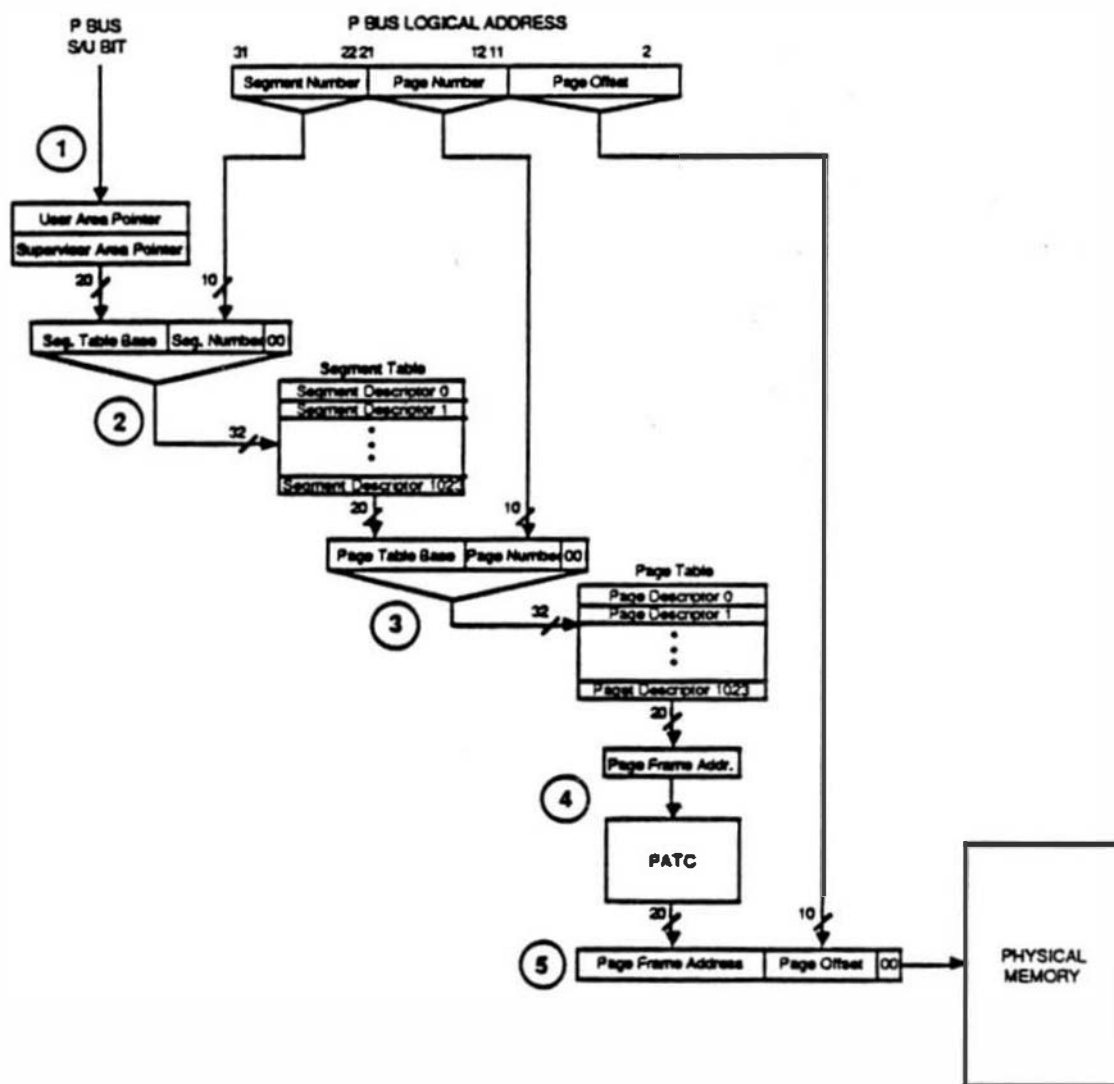 P BUS
S/U BIT
P BUS LOGICAL ADDRESS
31 22 21 12 11 2
Segment Number Page Number Page Offset
1
User Area Pointer
Supervisor Area Pointer
20 10
Seg. Table Base Seg. Number 00
2
Segment Table
Segment Descriptor 0
Segment Descriptor 1
32
Segment Descriptor 1023
20 10
Page Table Base Page Number 00
3
Page Table
Page Descriptor 0
32
Page Descriptor 1
Paget Descriptor 1023
20
Page Frame Addr.
4
PATC
20 10
5
Page Frame Address Page Offset 00
PHYSICAL
MEMORY